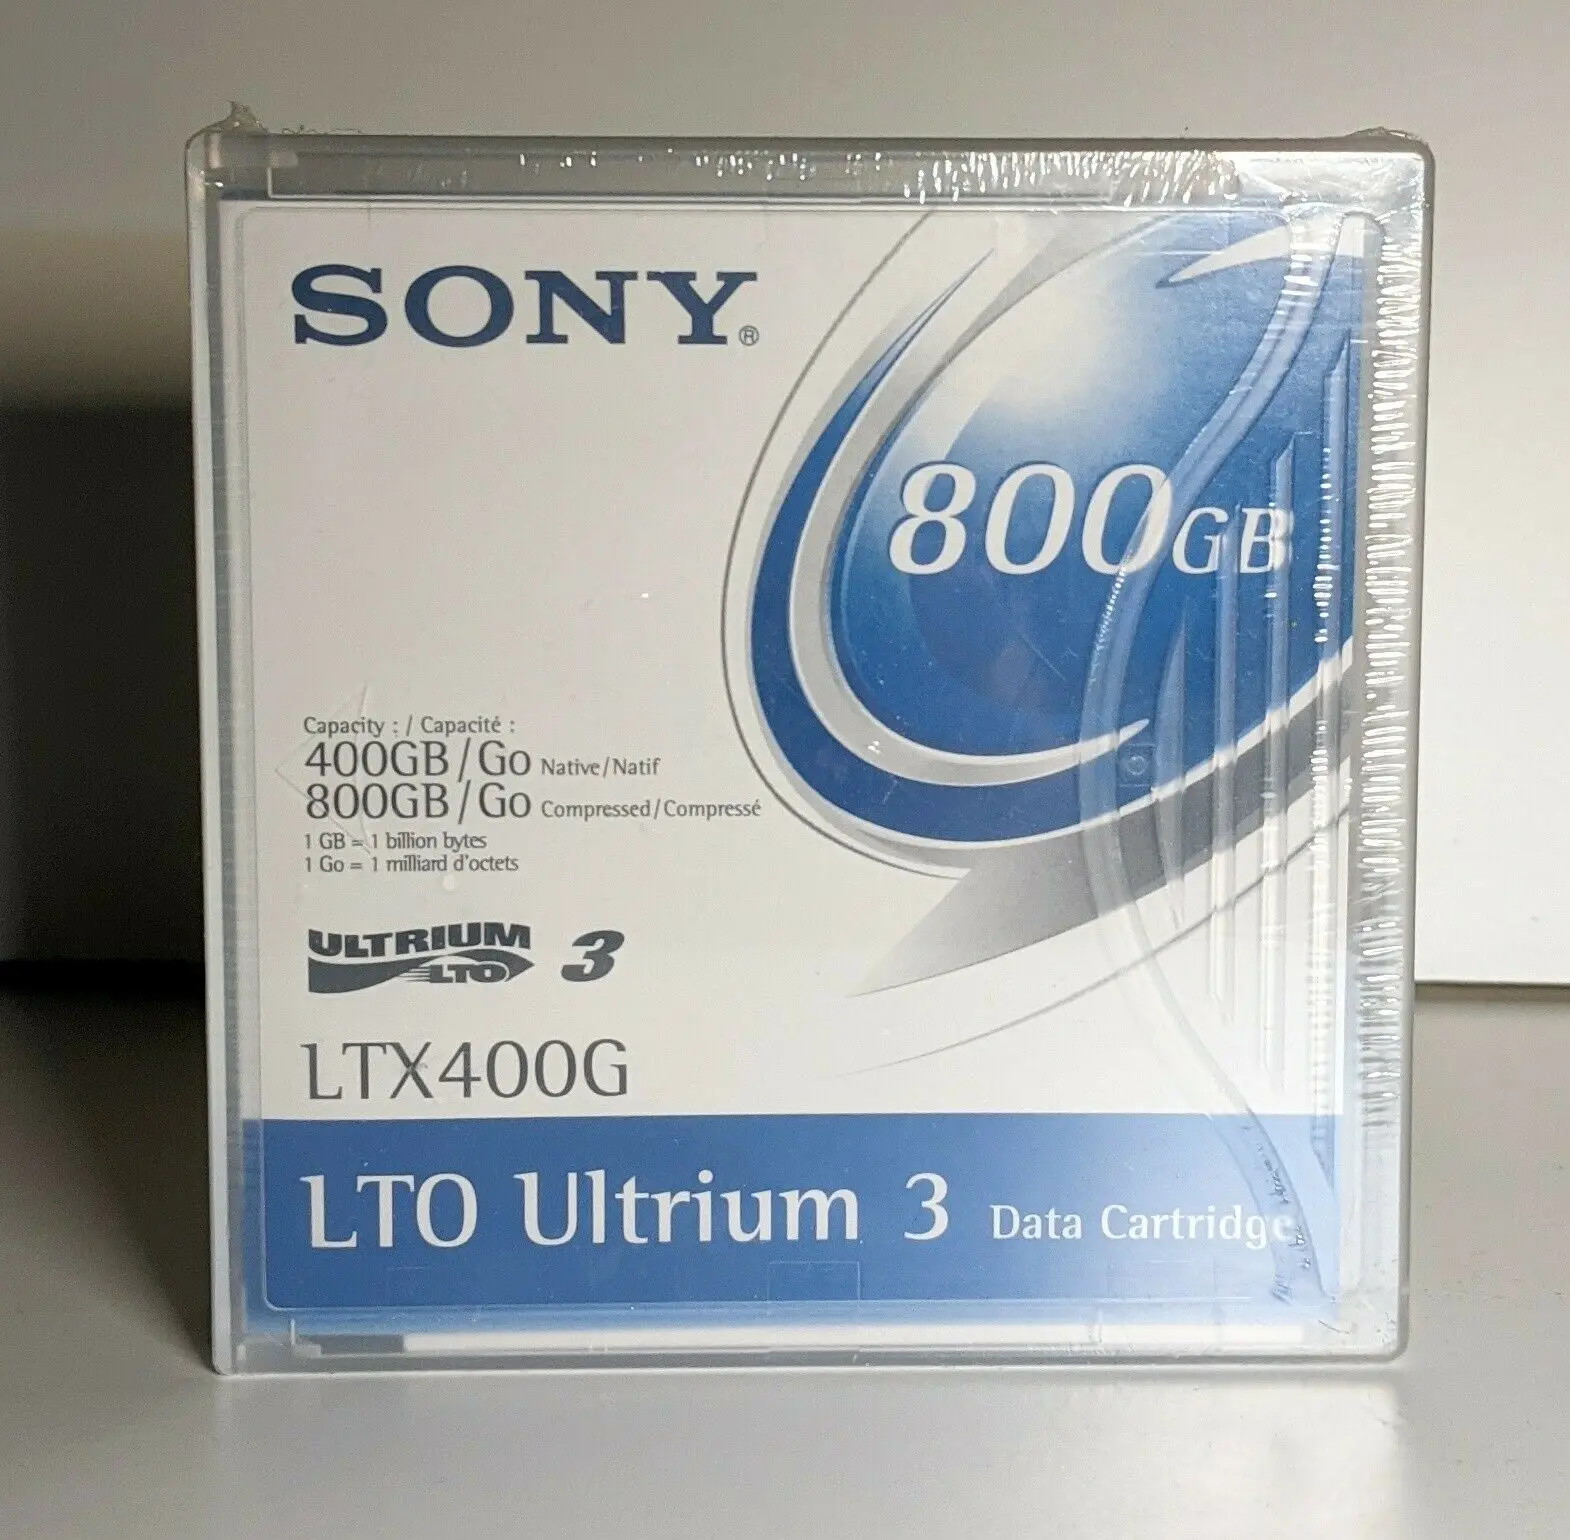 SONY®
800GB
Capacity : / Capacité :
400GB/Go Native/Natif
800GB/Go Compressed/Compressé
1 GB = 1 billion bytes
1 Go = 1 milliard d'octets
ULTRIUM LTO 3
LTX400G
LTO Ultrium 3 Data Cartridge